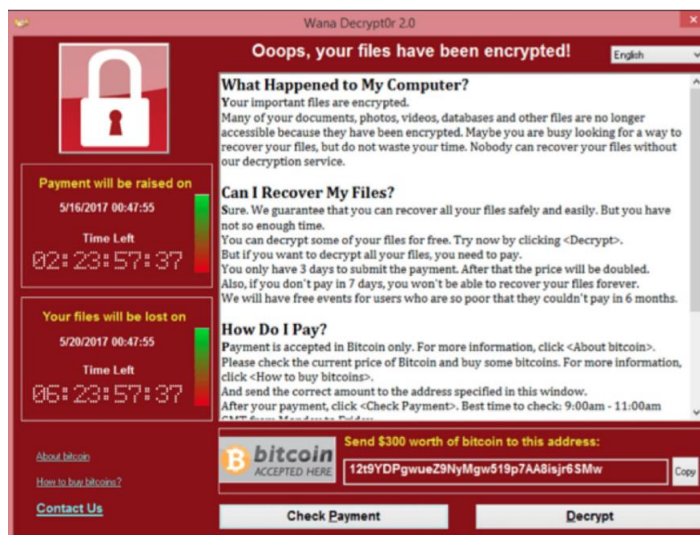 Wana Decrypt0r 2.0
Ooops, your files have been encrypted!
English
What Happened to My Computer?
Your important files are encrypted.
Many of your documents, photos, videos, databases and other files are no longer
accessible because they have been encrypted. Maybe you are busy looking for a way to
recover your files, but do not waste your time. Nobody can recover your files without
our decryption service.
Can I Recover My Files?
Sure. We guarantee that you can recover all your files safely and easily. But you have
not so enough time.
You can decrypt some of your files for free. Try now by clicking <Decrypt>.
But if you want to decrypt all your files, you need to pay.
You only have 3 days to submit the payment. After that the price will be doubled.
Also, if you don't pay in 7 days, you won't be able to recover your files forever.
We will have free events for users who are so poor that they couldn't pay in 6 months.
How Do I Pay?
Payment is accepted in Bitcoin only. For more information, click <About bitcoin>.
Please check the current price of Bitcoin and buy some bitcoins. For more information,
click <How to buy bitcoins>.
And send the correct amount to the address specified in this window.
After your payment, click <Check Payment>. Best time to check: 9:00am - 11:00am
GMT from Monday to Friday
Payment will be raised on
5/16/2017 00:47:55
Time Left
02:23:57:37
Your files will be lost on
5/20/2017 00:47:55
Time Left
06:23:57:37
About bitcoin
How to buy bitcoins?
Contact Us
bitcoin
ACCEPTED HERE
Send $300 worth of bitcoin to this address:
12t9YDPgwueZ9NyMgw519p7AA8isjr6SMw
Copy
Check Payment
Decrypt